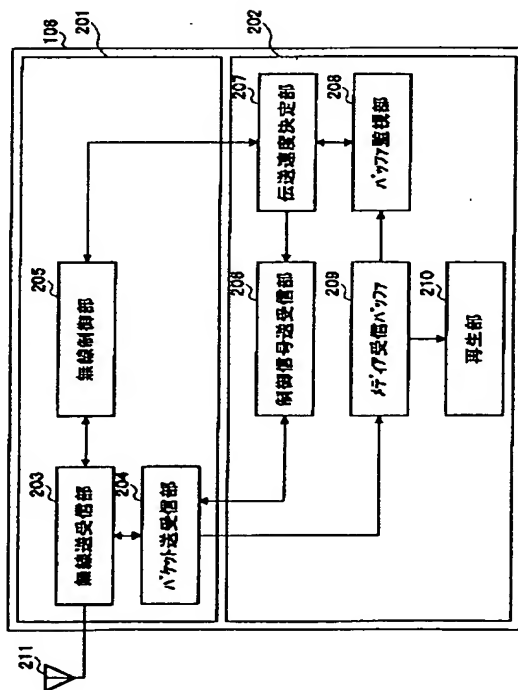 108
201
202
203
無線送受信部
204
パケット送受信部
205
無線制御部
206
制御信号送受信部
207
伝送速度決定部
208
バッファ監視部
209
メディア受信バッファ
210
再生部
211